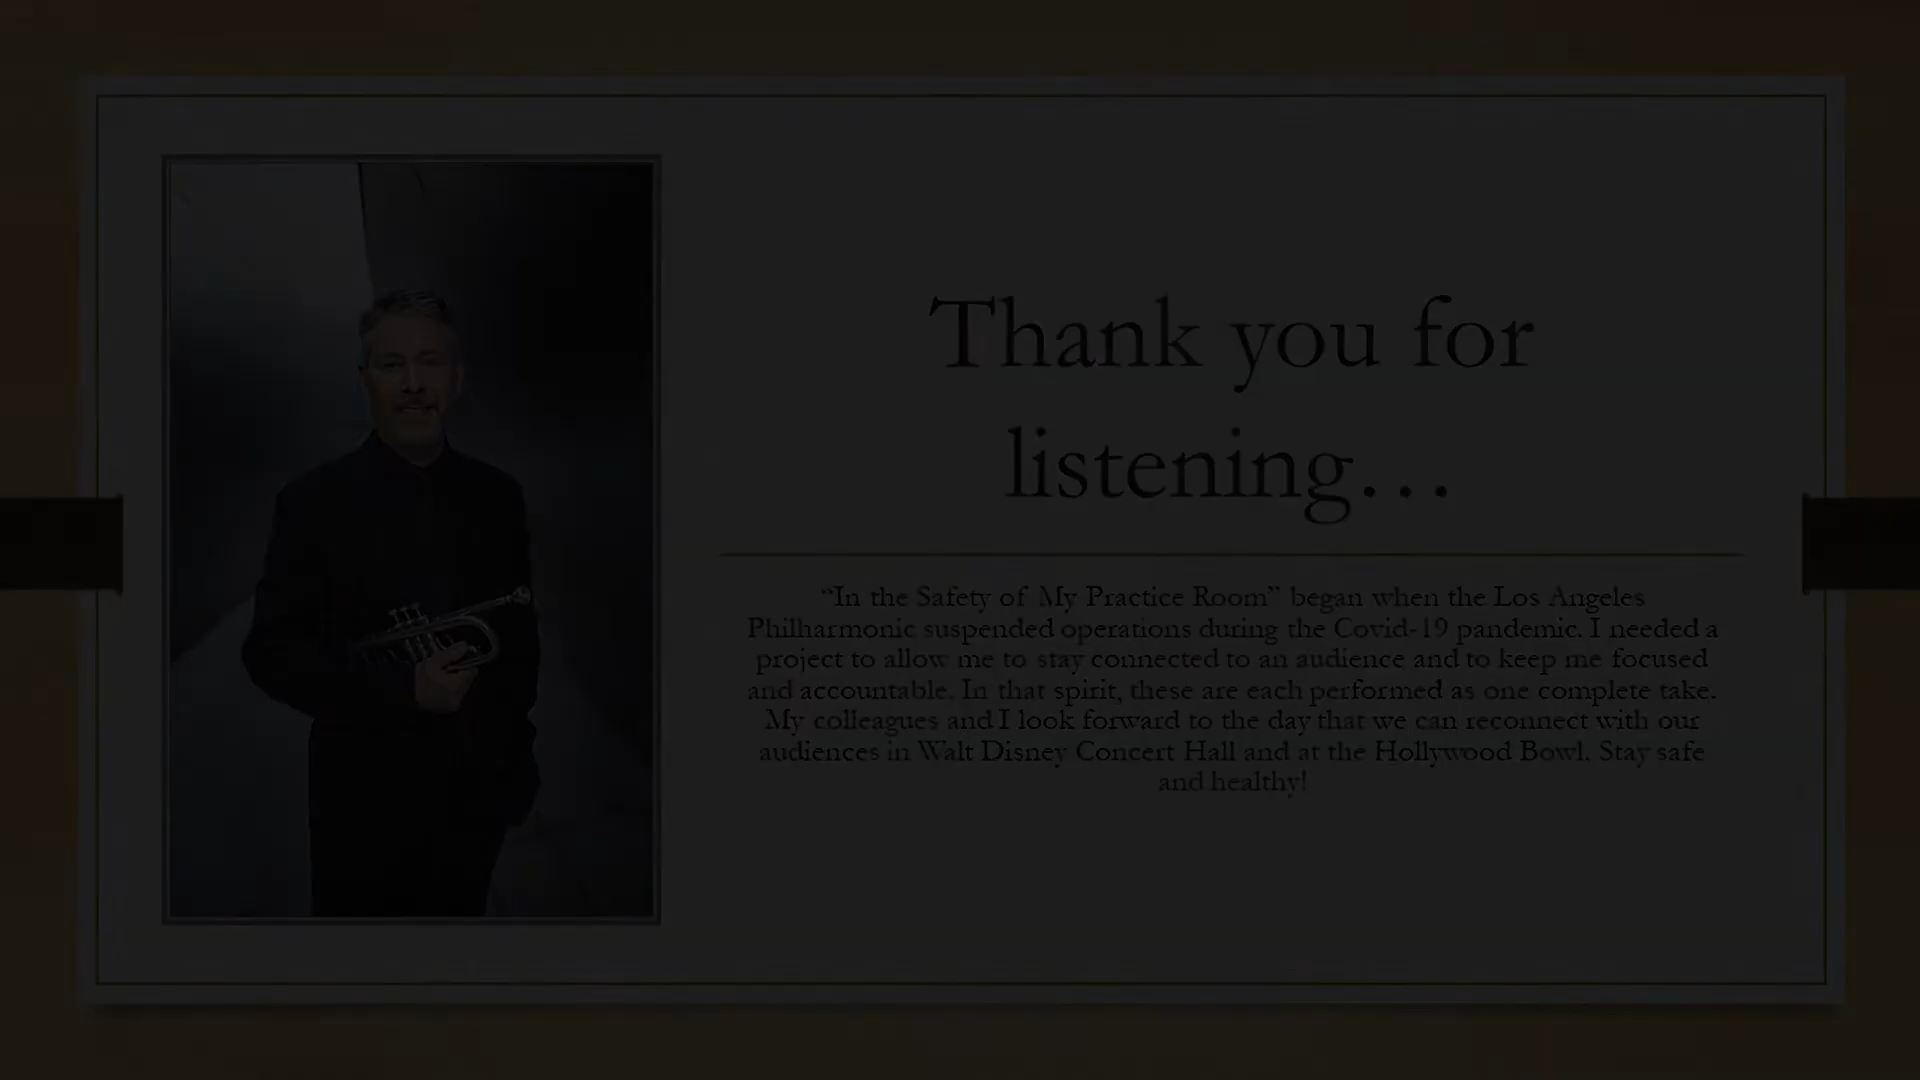 Thank you for
listening…
“In the Safety of My Practice Room” began when the Los Angeles
Philharmonic suspended operations during the Covid-19 pandemic. I needed a
project to allow me to stay connected to an audience and to keep me focused
and accountable. In that spirit, these are each performed as one complete take.
My colleagues and I look forward to the day that we can reconnect with our
audiences in Walt Disney Concert Hall and at the Hollywood Bowl. Stay safe
and healthy!